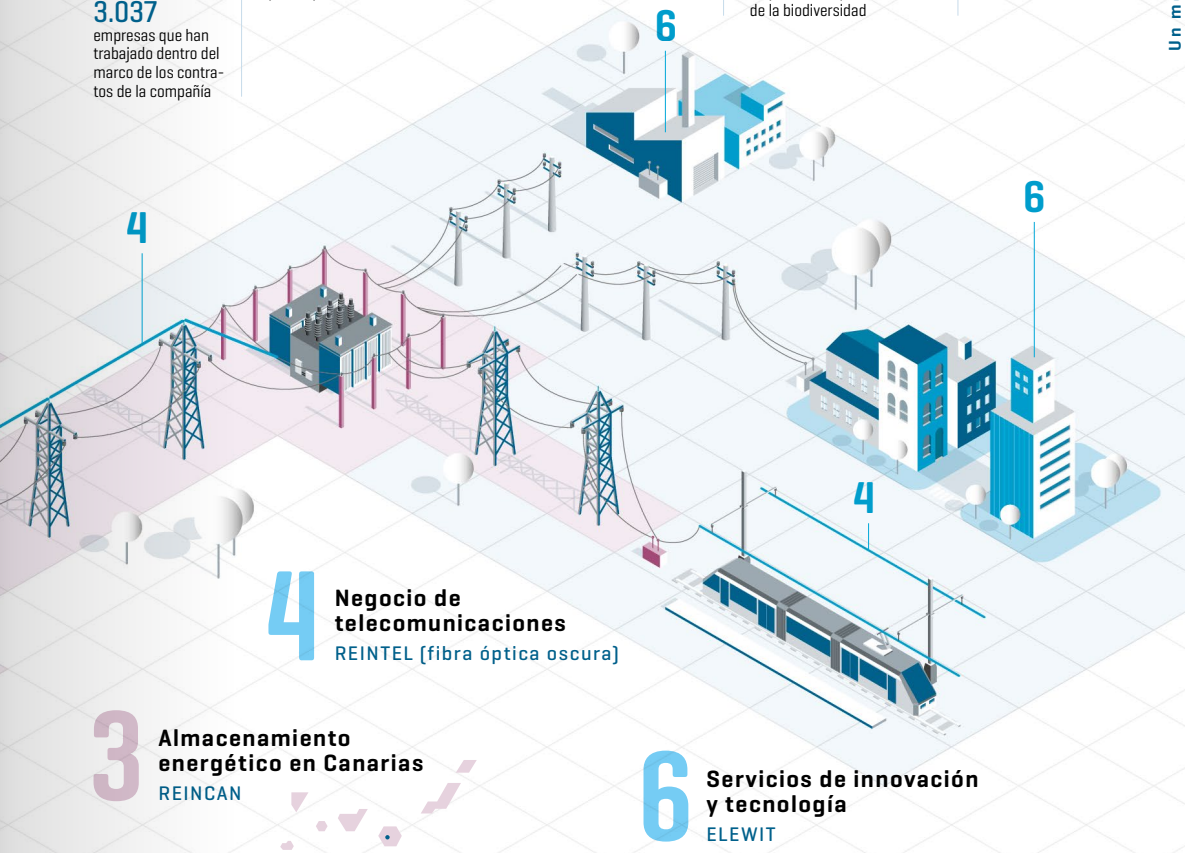 3.037
empresas que han
trabajado dentro del
marco de los contra-
tos de la compañía
de la biodiversidad
6
6
4
4
4
Negocio de
telecomunicaciones
REINTEL (fibra óptica oscura)
3
Almacenamiento
energético en Canarias
REINCAN
6
Servicios de innovación
y tecnología
ELEWIT